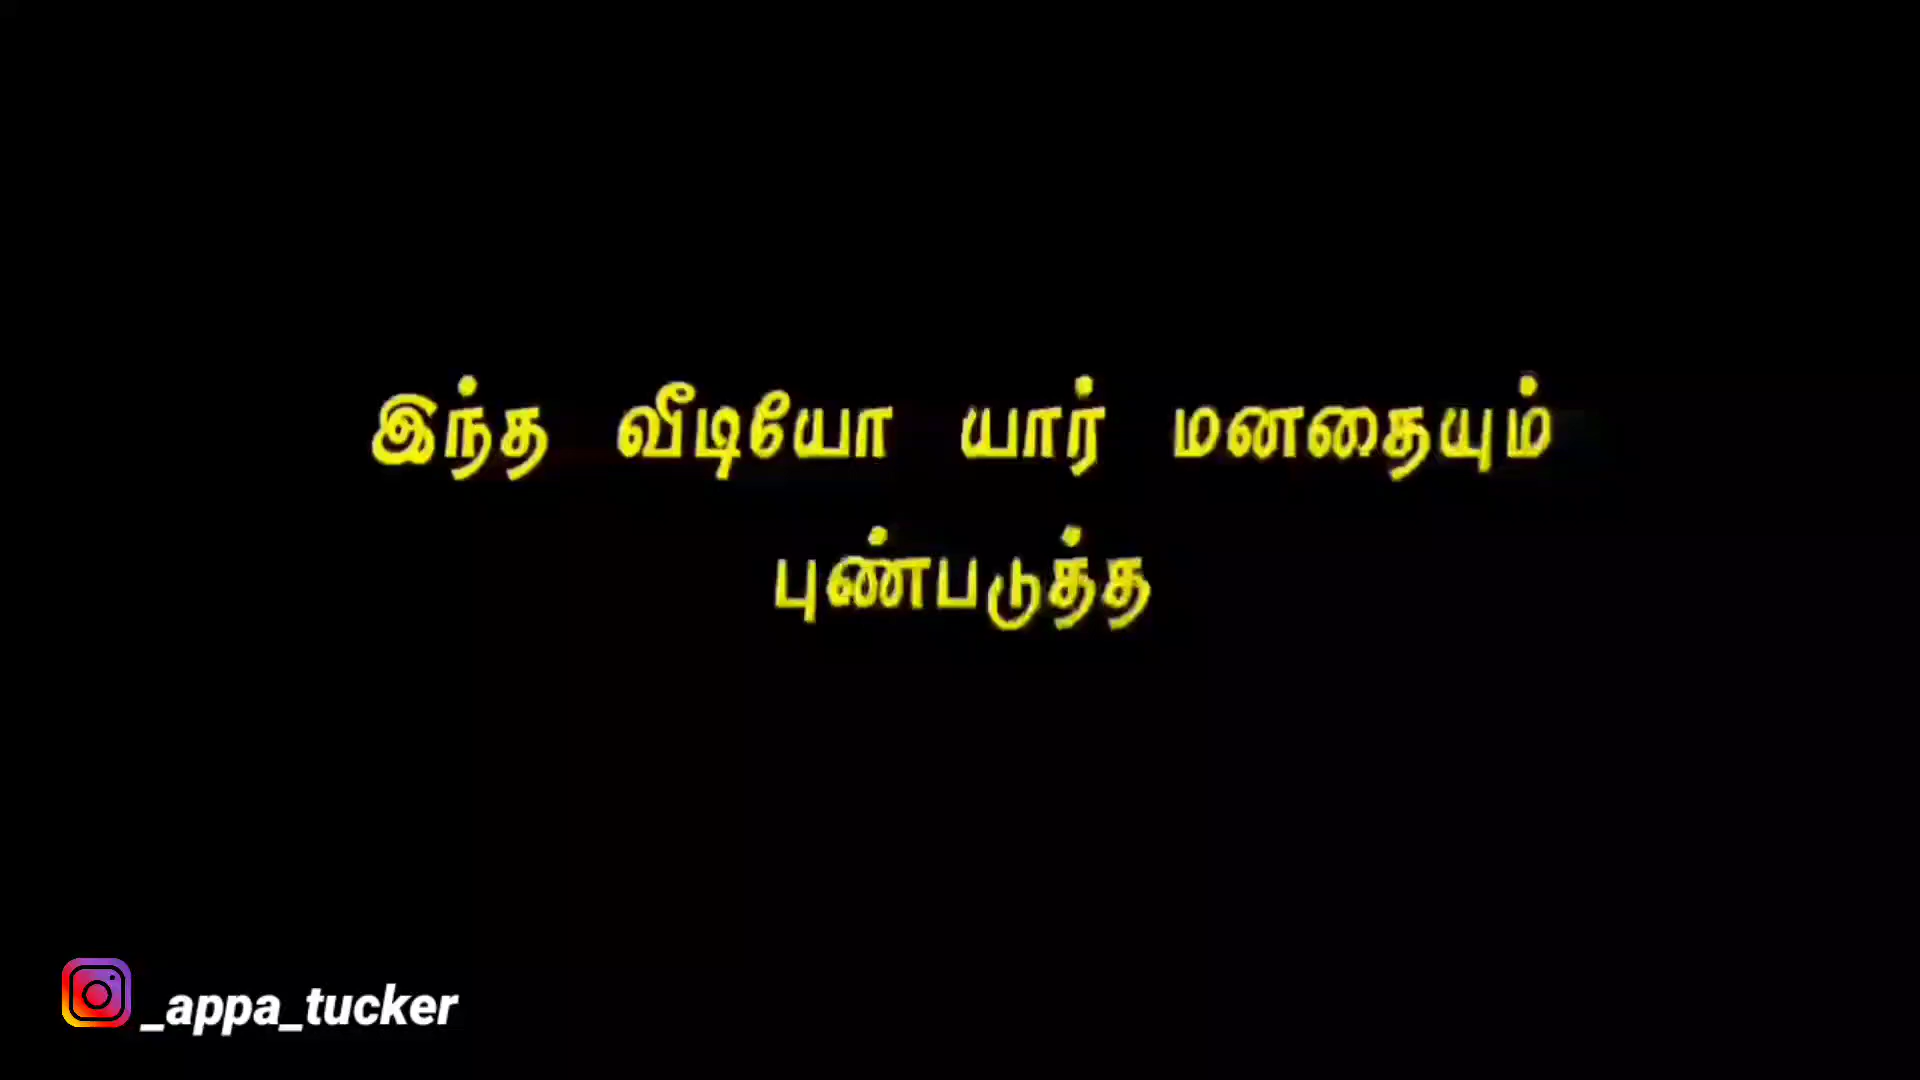 இந்த வீடியோ யார் மனதையும்
புண்படுத்த
_appa_tucker